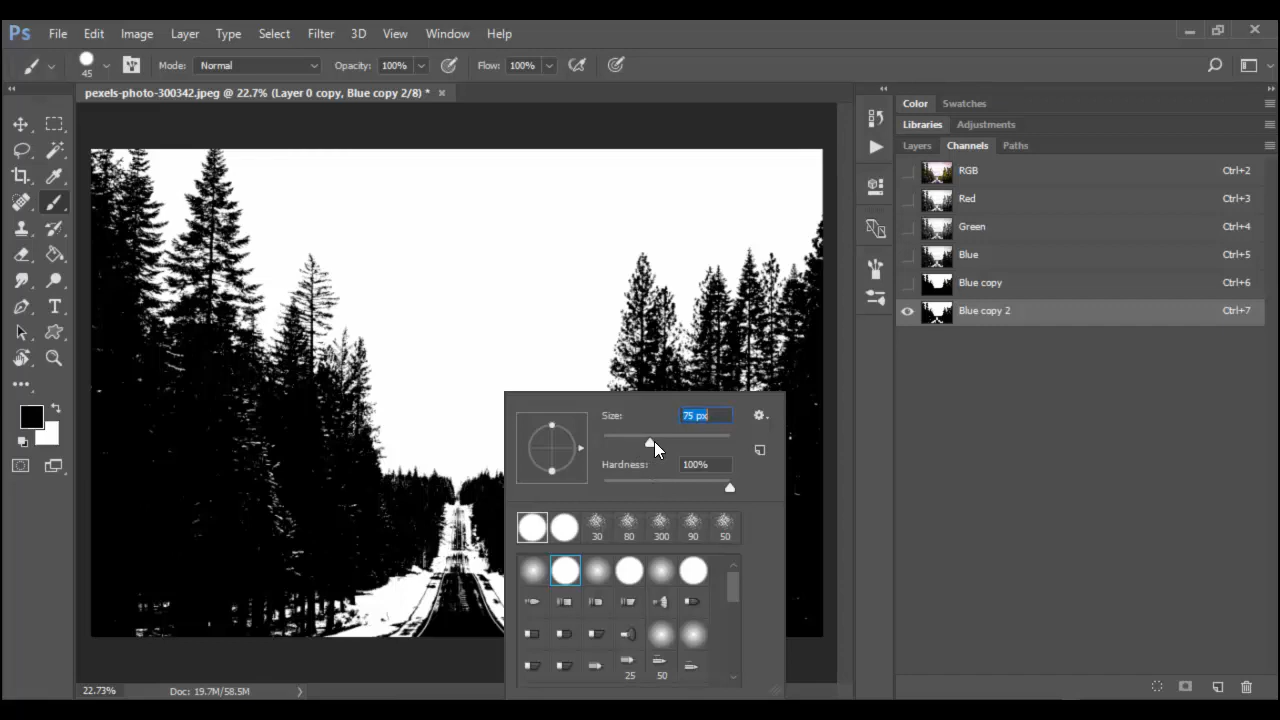 Ps File Edit Image Layer Type Select Filter 3D View Window Help
45 Mode: Normal Opacity: 100% Flow: 100%
pexels-photo-300342.jpeg @ 22.7% (Layer 0 copy, Blue copy 2/8) *
Color Swatches
Libraries Adjustments
Layers Channels Paths
RGB Ctrl+2
Red Ctrl+3
Green Ctrl+4
Blue Ctrl+5
Blue copy Ctrl+6
Blue copy 2 Ctrl+7
T
Size: 75 px
Hardness: 100%
30 80 300 90 50
25 50
22.73% Doc: 19.7M/58.5M